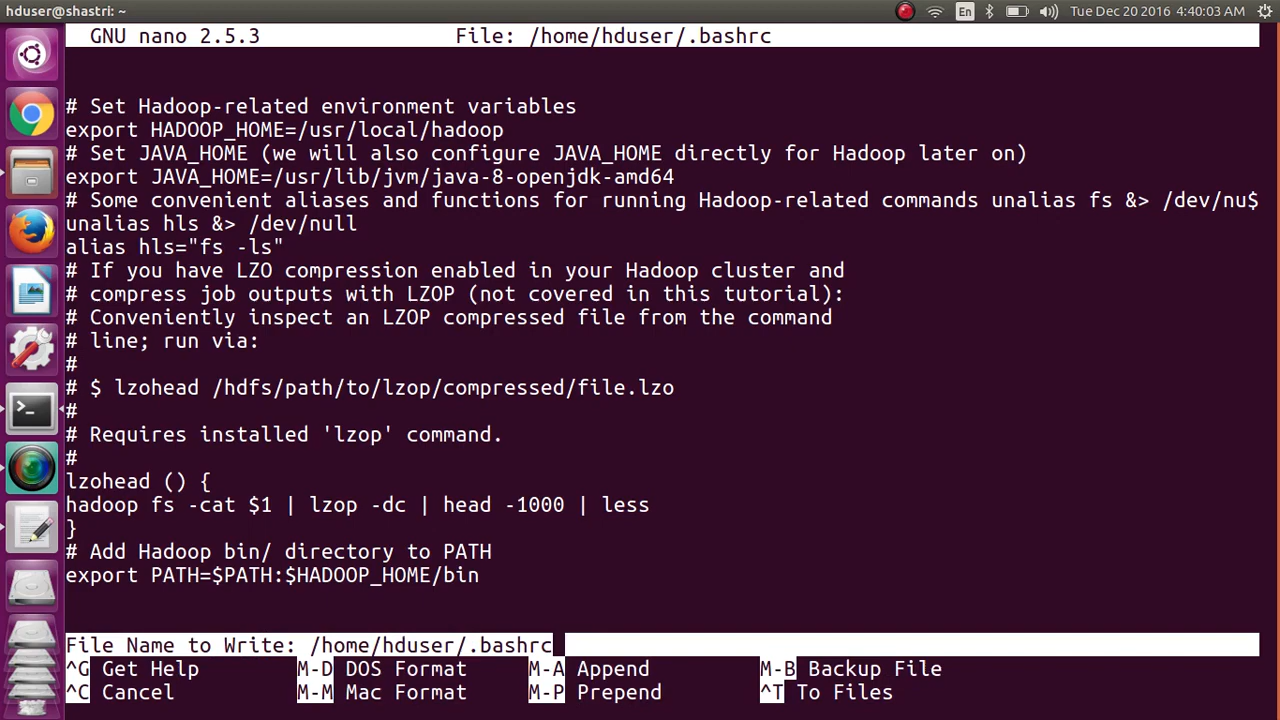 hduser@shastri: ~
En
Tue Dec 20 2016 4:40:03 AM
GNU nano 2.5.3 File: /home/hduser/.bashrc
# Set Hadoop-related environment variables
export HADOOP_HOME=/usr/local/hadoop
# Set JAVA_HOME (we will also configure JAVA_HOME directly for Hadoop later on)
export JAVA_HOME=/usr/lib/jvm/java-8-openjdk-amd64
# Some convenient aliases and functions for running Hadoop-related commands unalias fs &> /dev/nu$
unalias hls &> /dev/null
alias hls="fs -ls"
# If you have LZO compression enabled in your Hadoop cluster and
# compress job outputs with LZOP (not covered in this tutorial):
# Conveniently inspect an LZOP compressed file from the command
# line; run via:
#
# $ lzohead /hdfs/path/to/lzop/compressed/file.lzo
#
# Requires installed 'lzop' command.
#
lzohead () {
hadoop fs -cat $1 | lzop -dc | head -1000 | less
}
# Add Hadoop bin/ directory to PATH
export PATH=$PATH:$HADOOP_HOME/bin
File Name to Write: /home/hduser/.bashrc
^G Get Help M-D DOS Format M-A Append M-B Backup File
^C Cancel M-M Mac Format M-P Prepend ^T To Files